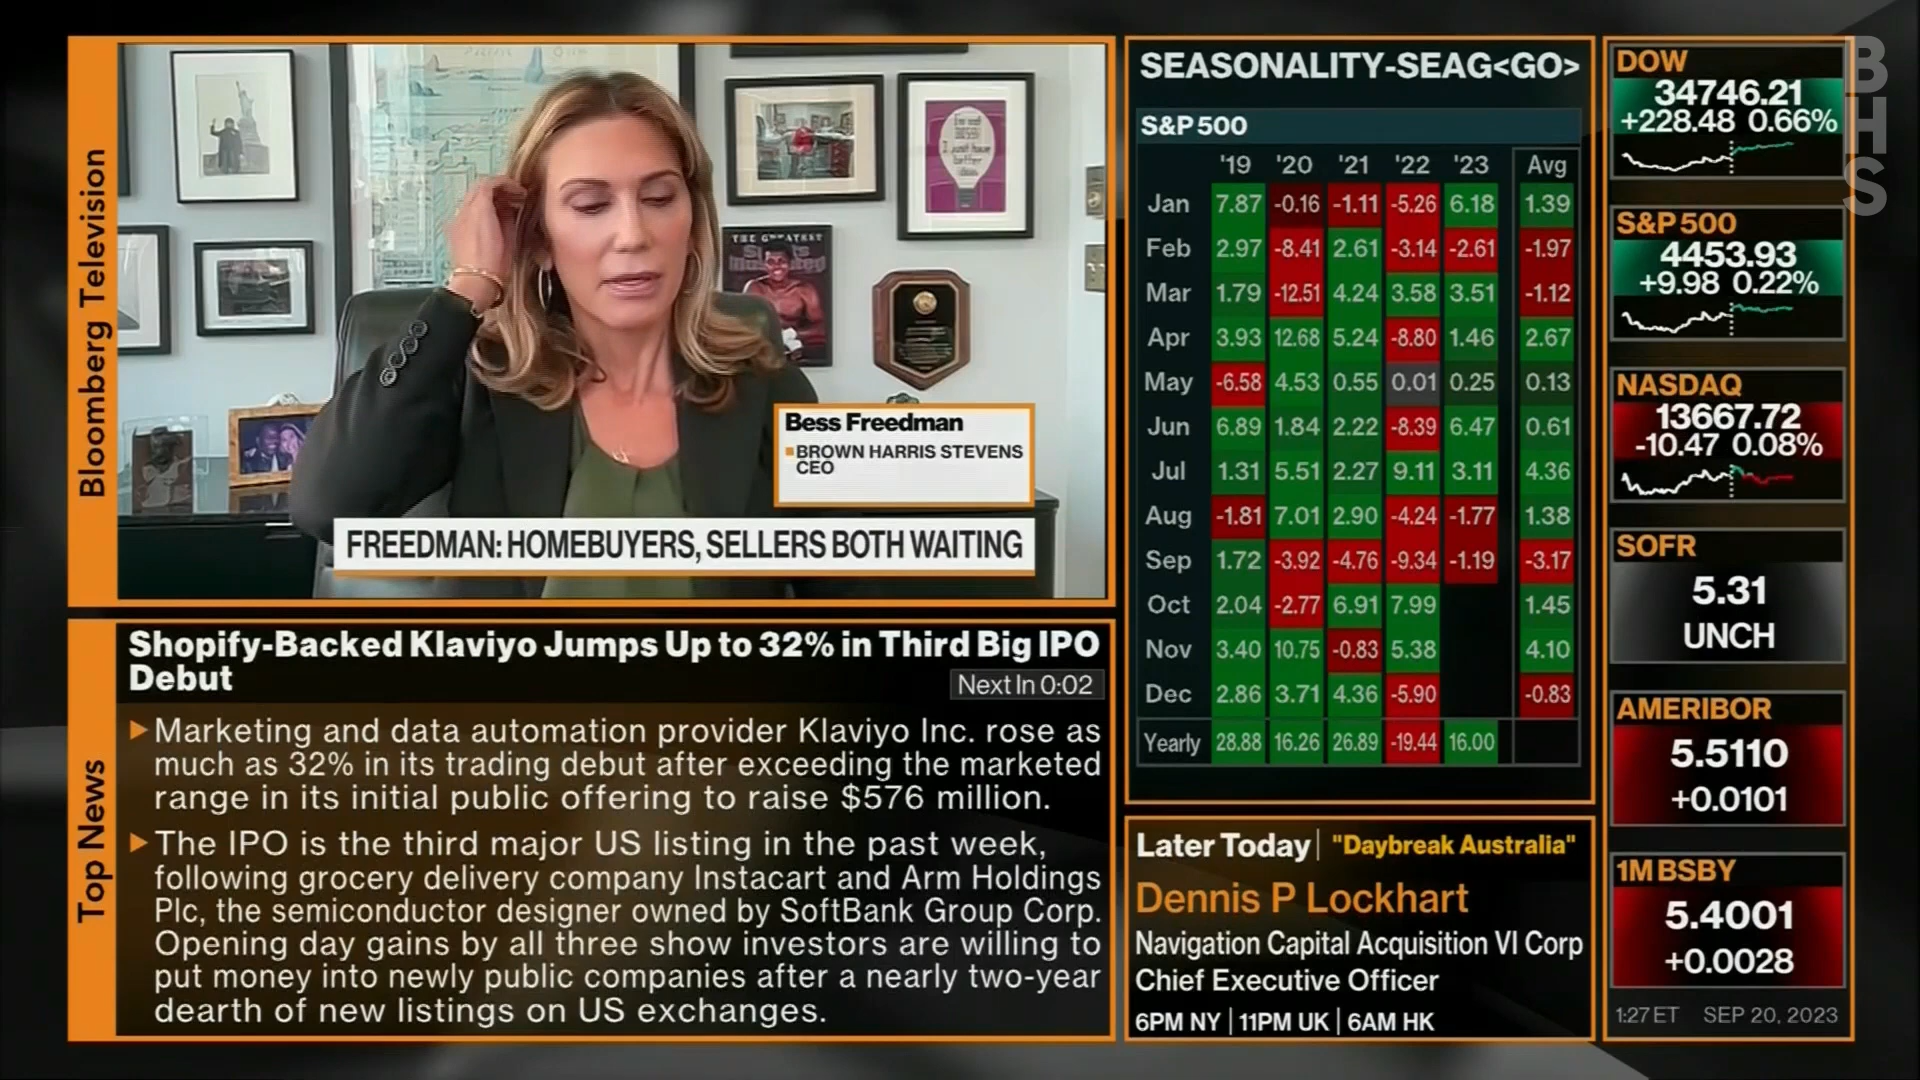 Bloomberg Television
THE GREATEST
Bess Freedman
BROWN HARRIS STEVENS
CEO
FREEDMAN: HOMEBUYERS, SELLERS BOTH WAITING
Top News
Shopify-Backed Klaviyo Jumps Up to 32% in Third Big IPO
Debut
Next In 0:02
Marketing and data automation provider Klaviyo Inc. rose as
much as 32% in its trading debut after exceeding the marketed
range in its initial public offering to raise $576 million.
The IPO is the third major US listing in the past week,
following grocery delivery company Instacart and Arm Holdings
Plc, the semiconductor designer owned by SoftBank Group Corp.
Opening day gains by all three show investors are willing to
put money into newly public companies after a nearly two-year
dearth of new listings on US exchanges.
SEASONALITY-SEAG<GO>
S&P 500
'19 '20 '21 '22 '23 Avg
Jan 7.87 -0.16 -1.11 -5.26 6.18 1.39
Feb 2.97 -8.41 2.61 -3.14 -2.61 -1.97
Mar 1.79 -12.51 4.24 3.58 3.51 -1.12
Apr 3.93 12.68 5.24 -8.80 1.46 2.67
May -6.58 4.53 0.55 0.01 0.25 0.13
Jun 6.89 1.84 2.22 -8.39 6.47 0.61
Jul 1.31 5.51 2.27 9.11 3.11 4.36
Aug -1.81 7.01 2.90 -4.24 -1.77 1.38
Sep 1.72 -3.92 -4.76 -9.34 -1.19 -3.17
Oct 2.04 -2.77 6.91 7.99 1.45
Nov 3.40 10.75 -0.83 5.38 4.10
Dec 2.86 3.71 4.36 -5.90 -0.83
Yearly 28.88 16.26 26.89 -19.44 16.00
Later Today | "Daybreak Australia"
Dennis P Lockhart
Navigation Capital Acquisition VI Corp
Chief Executive Officer
6PM NY | 11PM UK | 6AM HK
DOW
34746.21
+228.48 0.66%
S&P 500
4453.93
+9.98 0.22%
NASDAQ
13667.72
-10.47 0.08%
SOFR
5.31
UNCH
AMERIBOR
5.5110
+0.0101
1M BSBY
5.4001
+0.0028
1:27 ET SEP 20, 2023
BHS